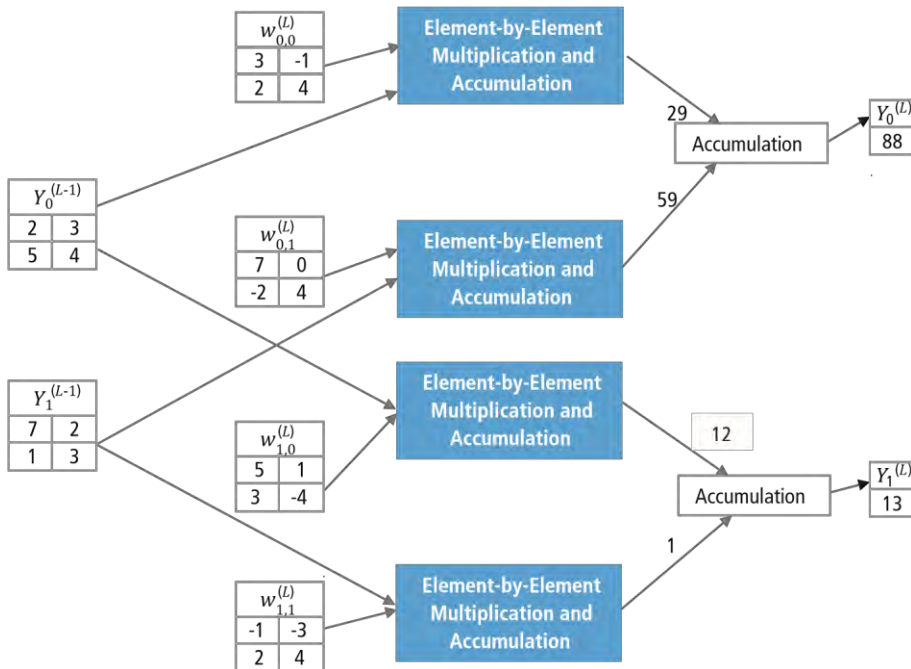 w₀,₀⁽ᴸ⁾
3 -1
2 4
Element-by-Element
Multiplication and
Accumulation
29
Accumulation
Y₀⁽ᴸ⁾
88
Y₀⁽ᴸ⁻¹⁾
2 3
5 4
59
w₀,₁⁽ᴸ⁾
7 0
-2 4
Element-by-Element
Multiplication and
Accumulation
Y₁⁽ᴸ⁻¹⁾
7 2
1 3
w₁,₀⁽ᴸ⁾
5 1
3 -4
Element-by-Element
Multiplication and
Accumulation
12
Accumulation
Y₁⁽ᴸ⁾
13
1
w₁,₁⁽ᴸ⁾
-1 -3
2 4
Element-by-Element
Multiplication and
Accumulation